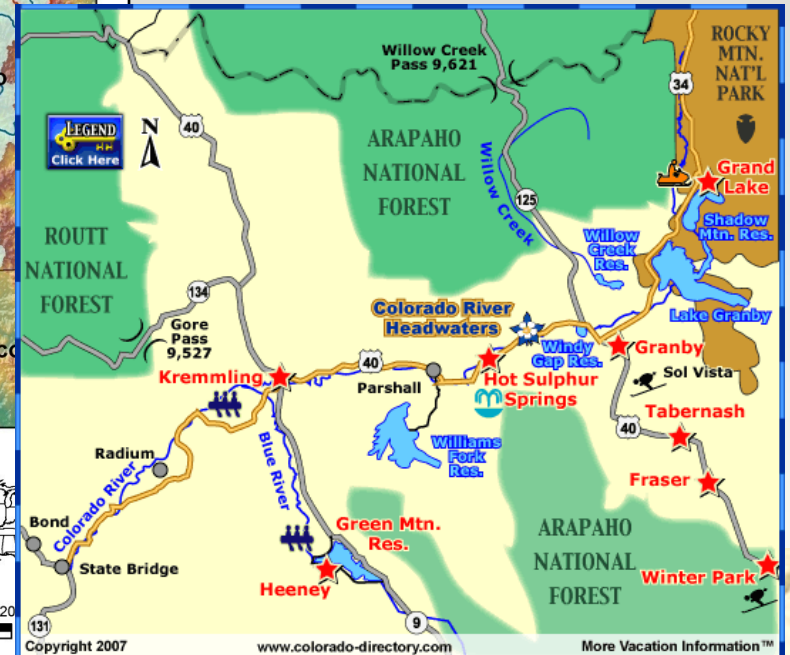 Willow Creek
Pass 9,621
ROCKY
MTN.
NAT'L
PARK
34
40
LEGEND
Click Here
N
ARAPAHO
NATIONAL
FOREST
Willow Creek
125
Grand
Lake
Shadow
Mtn. Res.
Willow
Creek
Res.
ROUTT
NATIONAL
FOREST
134
Gore
Pass
9,527
Colorado River
Headwaters
Lake Granby
Windy
Gap Res.
Granby
Kremmling
40
Parshall
Hot Sulphur
Springs
Sol Vista
Tabernash
40
Williams
Fork
Res.
Radium
Colorado River
Blue River
Fraser
Bond
State Bridge
Green Mtn.
Res.
Heeney
ARAPAHO
NATIONAL
FOREST
Winter Park
131
9
20
Copyright 2007
www.colorado-directory.com
More Vacation Information™